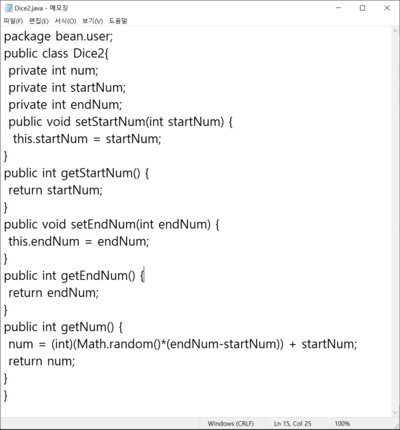 Dice2.java - 메모장
파일(F) 편집(E) 서식(O) 보기(V) 도움말
package bean.user;
public class Dice2{
private int num;
private int startNum;
private int endNum;
public void setStartNum(int startNum) {
this.startNum = startNum;
}
public int getStartNum() {
return startNum;
}
public void setEndNum(int endNum) {
this.endNum = endNum;
}
public int getEndNum() {
return endNum;
}
public int getNum() {
num = (int)(Math.random()*(endNum-startNum)) + startNum;
return num;
}
}
Windows (CRLF) Ln 15, Col 25 100%